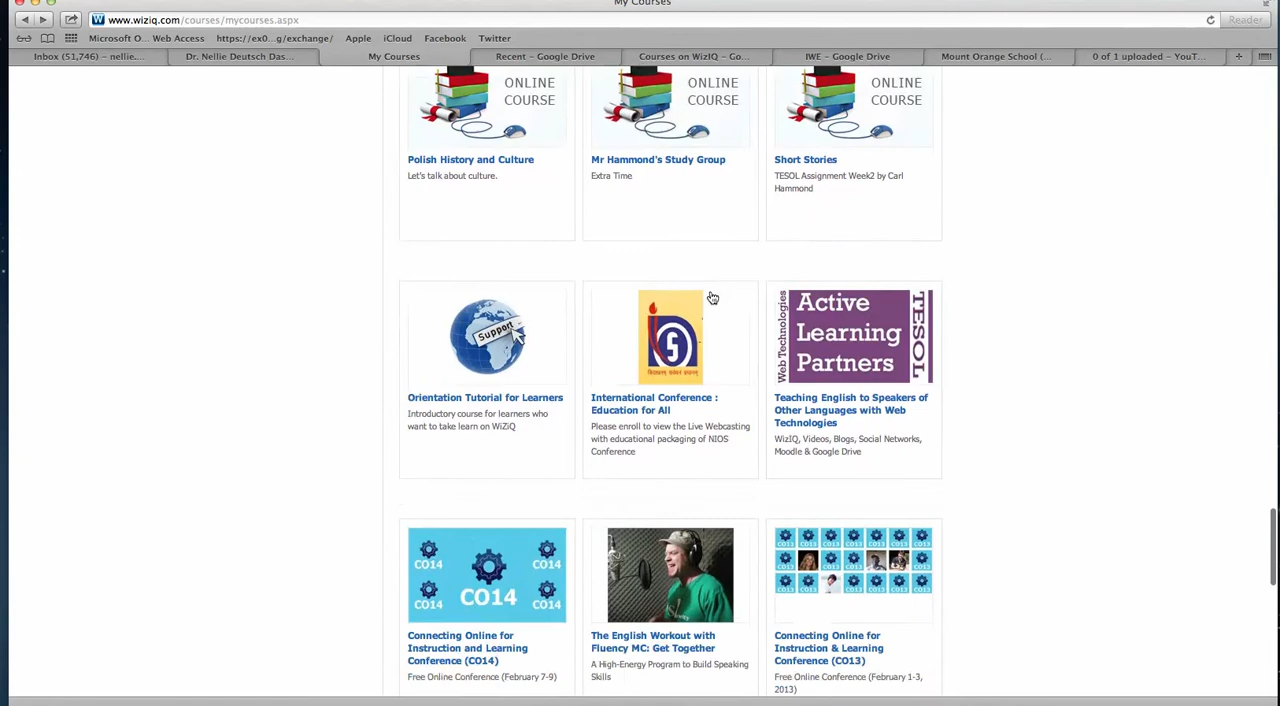 My Courses
www.wiziq.com/courses/mycourses.aspx
Reader
Microsoft O... Web Access
https://ex0...g/exchange/
Apple
iCloud
Facebook
Twitter
Inbox (51,746) – nellie...
Dr. Nellie Deutsch Das...
My Courses
Recent – Google Drive
Courses on WizIQ – Go...
IWE – Google Drive
Mount Orange School (...
0 of 1 uploaded – YouT...
ONLINE
COURSE
ONLINE
COURSE
ONLINE
COURSE
Polish History and Culture
Let's talk about culture.
Mr Hammond's Study Group
Extra Time
Short Stories
TESOL Assignment Week2 by Carl
Hammond
Support
Orientation Tutorial for Learners
Introductory course for learners who
want to take learn on WiZiQ
International Conference :
Education for All
Please enroll to view the Live Webcasting
with educational packaging of NIOS
Conference
Web Technologies
Active
Learning
Partners
TESOL
Teaching English to Speakers of
Other Languages with Web
Technologies
WizIQ, Videos, Blogs, Social Networks,
Moodle & Google Drive
CO14
CO14
CO14
CO14
CO14
Connecting Online for
Instruction and Learning
Conference (CO14)
Free Online Conference (February 7-9)
The English Workout with
Fluency MC: Get Together
A High-Energy Program to Build Speaking
Skills
CO13 CO13 CO13 CO13 CO13 CO13 CO13
Connecting Online for
Instruction & Learning
Conference (CO13)
Free Online Conference (February 1-3,
2013)